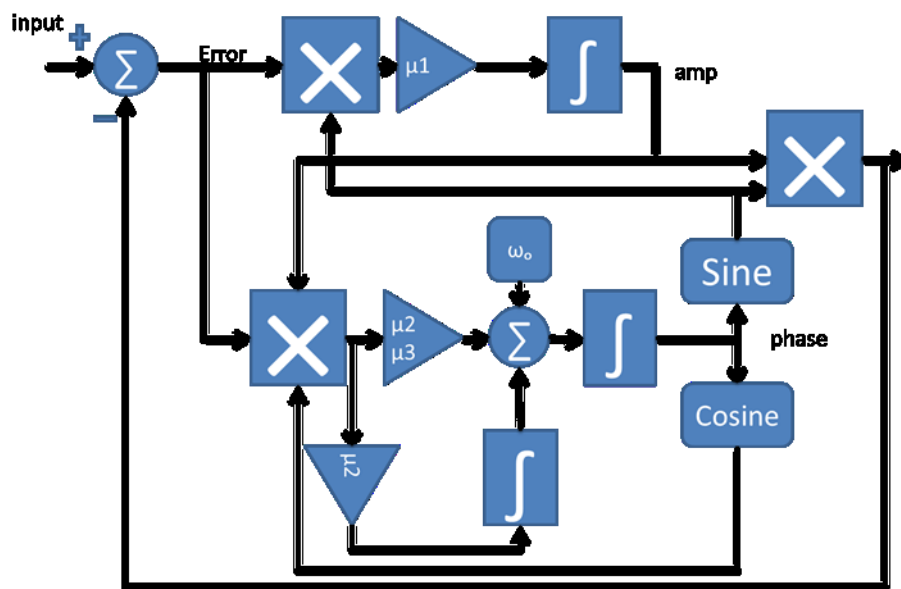 input
+
Σ
−
Error
×
μ1
∫
amp
×
ωₒ
Sine
×
μ2
μ3
Σ
∫
phase
Cosine
μ2
∫